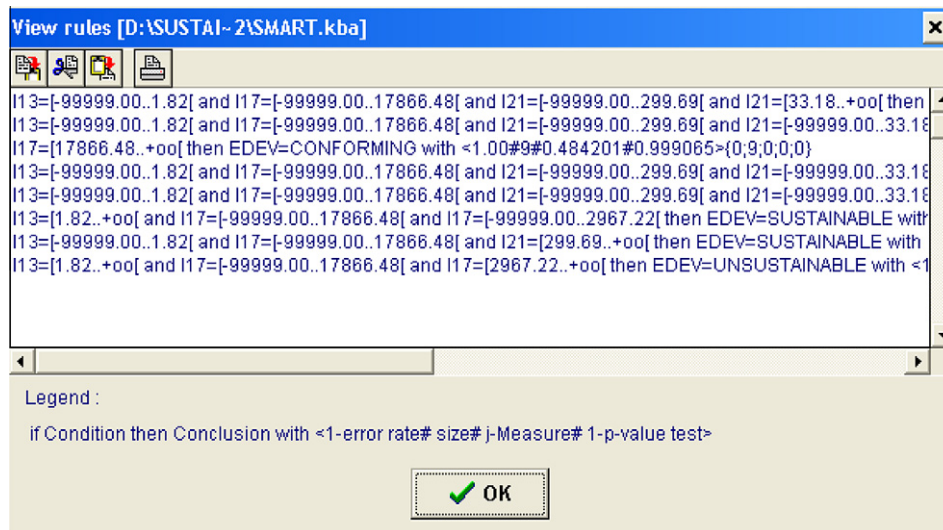 View rules [D:\SUSTAI~2\SMART.kba]
I13=[-99999.00..1.82[ and I17=[-99999.00..17866.48[ and I21=[-99999.00..299.69[ and I21=[33.18..+oo[ then
I13=[-99999.00..1.82[ and I17=[-99999.00..17866.48[ and I21=[-99999.00..299.69[ and I21=[-99999.00..33.18
I17=[17866.48..+oo[ then EDEV=CONFORMING with <1.00#9#0.484201#0.999065>{0;9;0;0;0}
I13=[-99999.00..1.82[ and I17=[-99999.00..17866.48[ and I21=[-99999.00..299.69[ and I21=[-99999.00..33.18
I13=[-99999.00..1.82[ and I17=[-99999.00..17866.48[ and I21=[-99999.00..299.69[ and I21=[-99999.00..33.18
I13=[1.82..+oo[ and I17=[-99999.00..17866.48[ and I17=[-99999.00..2967.22[ then EDEV=SUSTAINABLE with
I13=[-99999.00..1.82[ and I17=[-99999.00..17866.48[ and I21=[299.69..+oo[ then EDEV=SUSTAINABLE with
I13=[1.82..+oo[ and I17=[-99999.00..17866.48[ and I17=[2967.22..+oo[ then EDEV=UNSUSTAINABLE with <1
Legend :
if Condition then Conclusion with <1-error rate# size# j-Measure# 1-p-value test>
OK